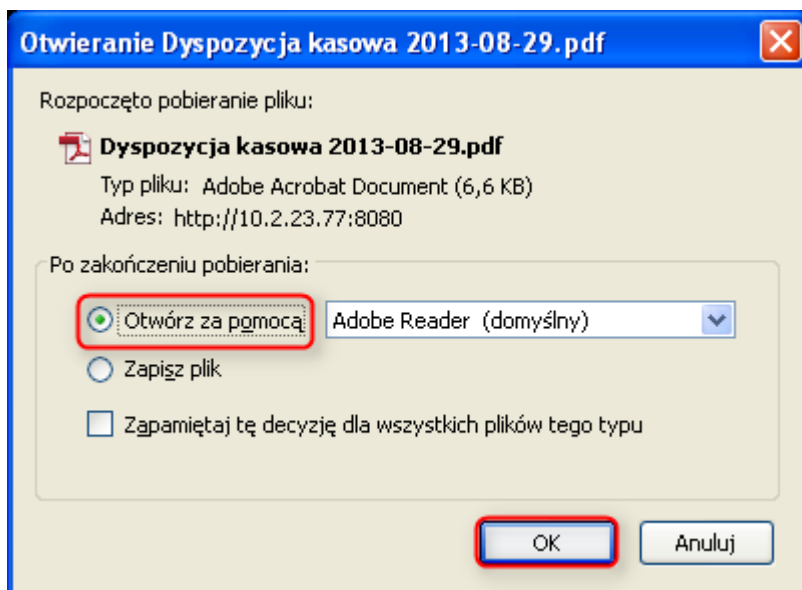 Otwieranie Dyspozycja kasowa 2013-08-29.pdf
Rozpoczęto pobieranie pliku:
Dyspozycja kasowa 2013-08-29.pdf
Typ pliku: Adobe Acrobat Document (6,6 KB)
Adres: http://10.2.23.77:8080
Po zakończeniu pobierania:
Otwórz za pomocą Adobe Reader (domyślny)
Zapisz plik
Zapamiętaj tę decyzję dla wszystkich plików tego typu
OK Anuluj